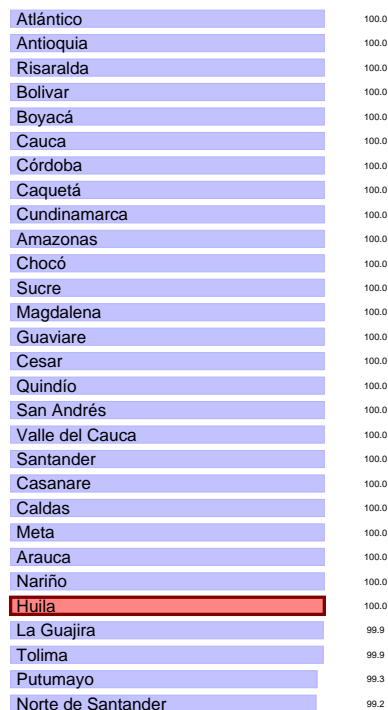 Atlántico 100.0
Antioquia 100.0
Risaralda 100.0
Bolivar 100.0
Boyacá 100.0
Cauca 100.0
Córdoba 100.0
Caquetá 100.0
Cundinamarca 100.0
Amazonas 100.0
Chocó 100.0
Sucre 100.0
Magdalena 100.0
Guaviare 100.0
Cesar 100.0
Quindío 100.0
San Andrés 100.0
Valle del Cauca 100.0
Santander 100.0
Casanare 100.0
Caldas 100.0
Meta 100.0
Arauca 100.0
Nariño 100.0
Huila 100.0
La Guajira 99.9
Tolima 99.9
Putumayo 99.3
Norte de Santander 99.2